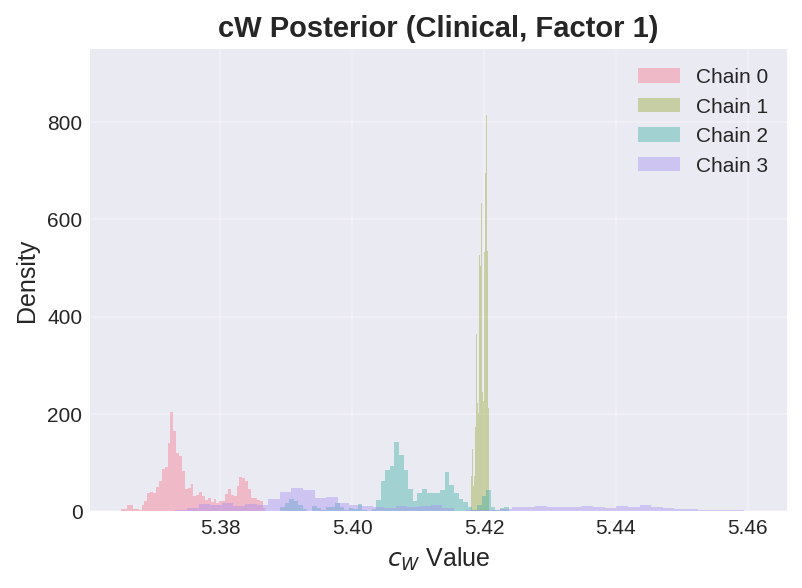 cW Posterior (Clinical, Factor 1)
Chain 0
Chain 1
Chain 2
Chain 3
800
600
400
200
0
Density
5.38 5.40 5.42 5.44 5.46
c_W Value